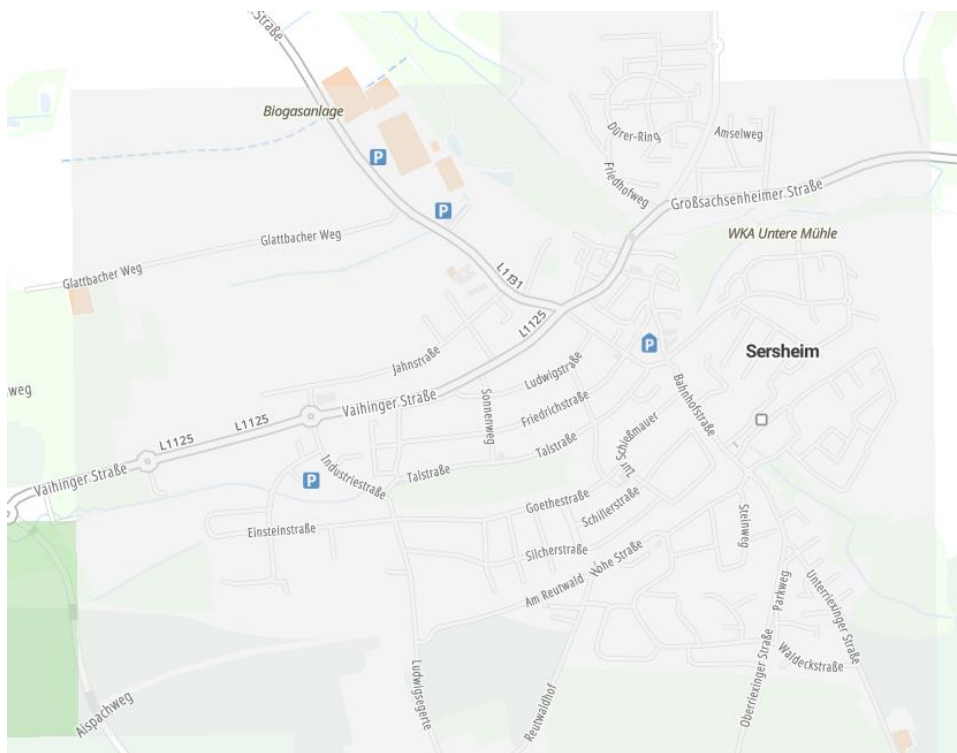 Straße
Biogasanlage
P
Dürer-Ring
Amselweg
Friedhofweg
Großsachsenheimer Straße
P
Glattbacher Weg
WKA Untere Mühle
Glattbacher Weg
L1131
L1125
P
Sersheim
Jahnstraße
Ludwigstraße
Bahnhofstraße
weg
Vaihinger Straße
Sonnenweg
Friedrichstraße
L1125
L1125
Talstraße
Zur Schießmauer
Vaihinger Straße
Industriestraße
Talstraße
P
Goethestraße
Schillerstraße
Steinweg
Einsteinstraße
Silcherstraße
Hohe Straße
Am Reutwald
Parkweg
Unterriexinger Straße
Waldeckstraße
Ludwigsegerte
Reutwaldhof
Oberriexinger Straße
Alspachweg